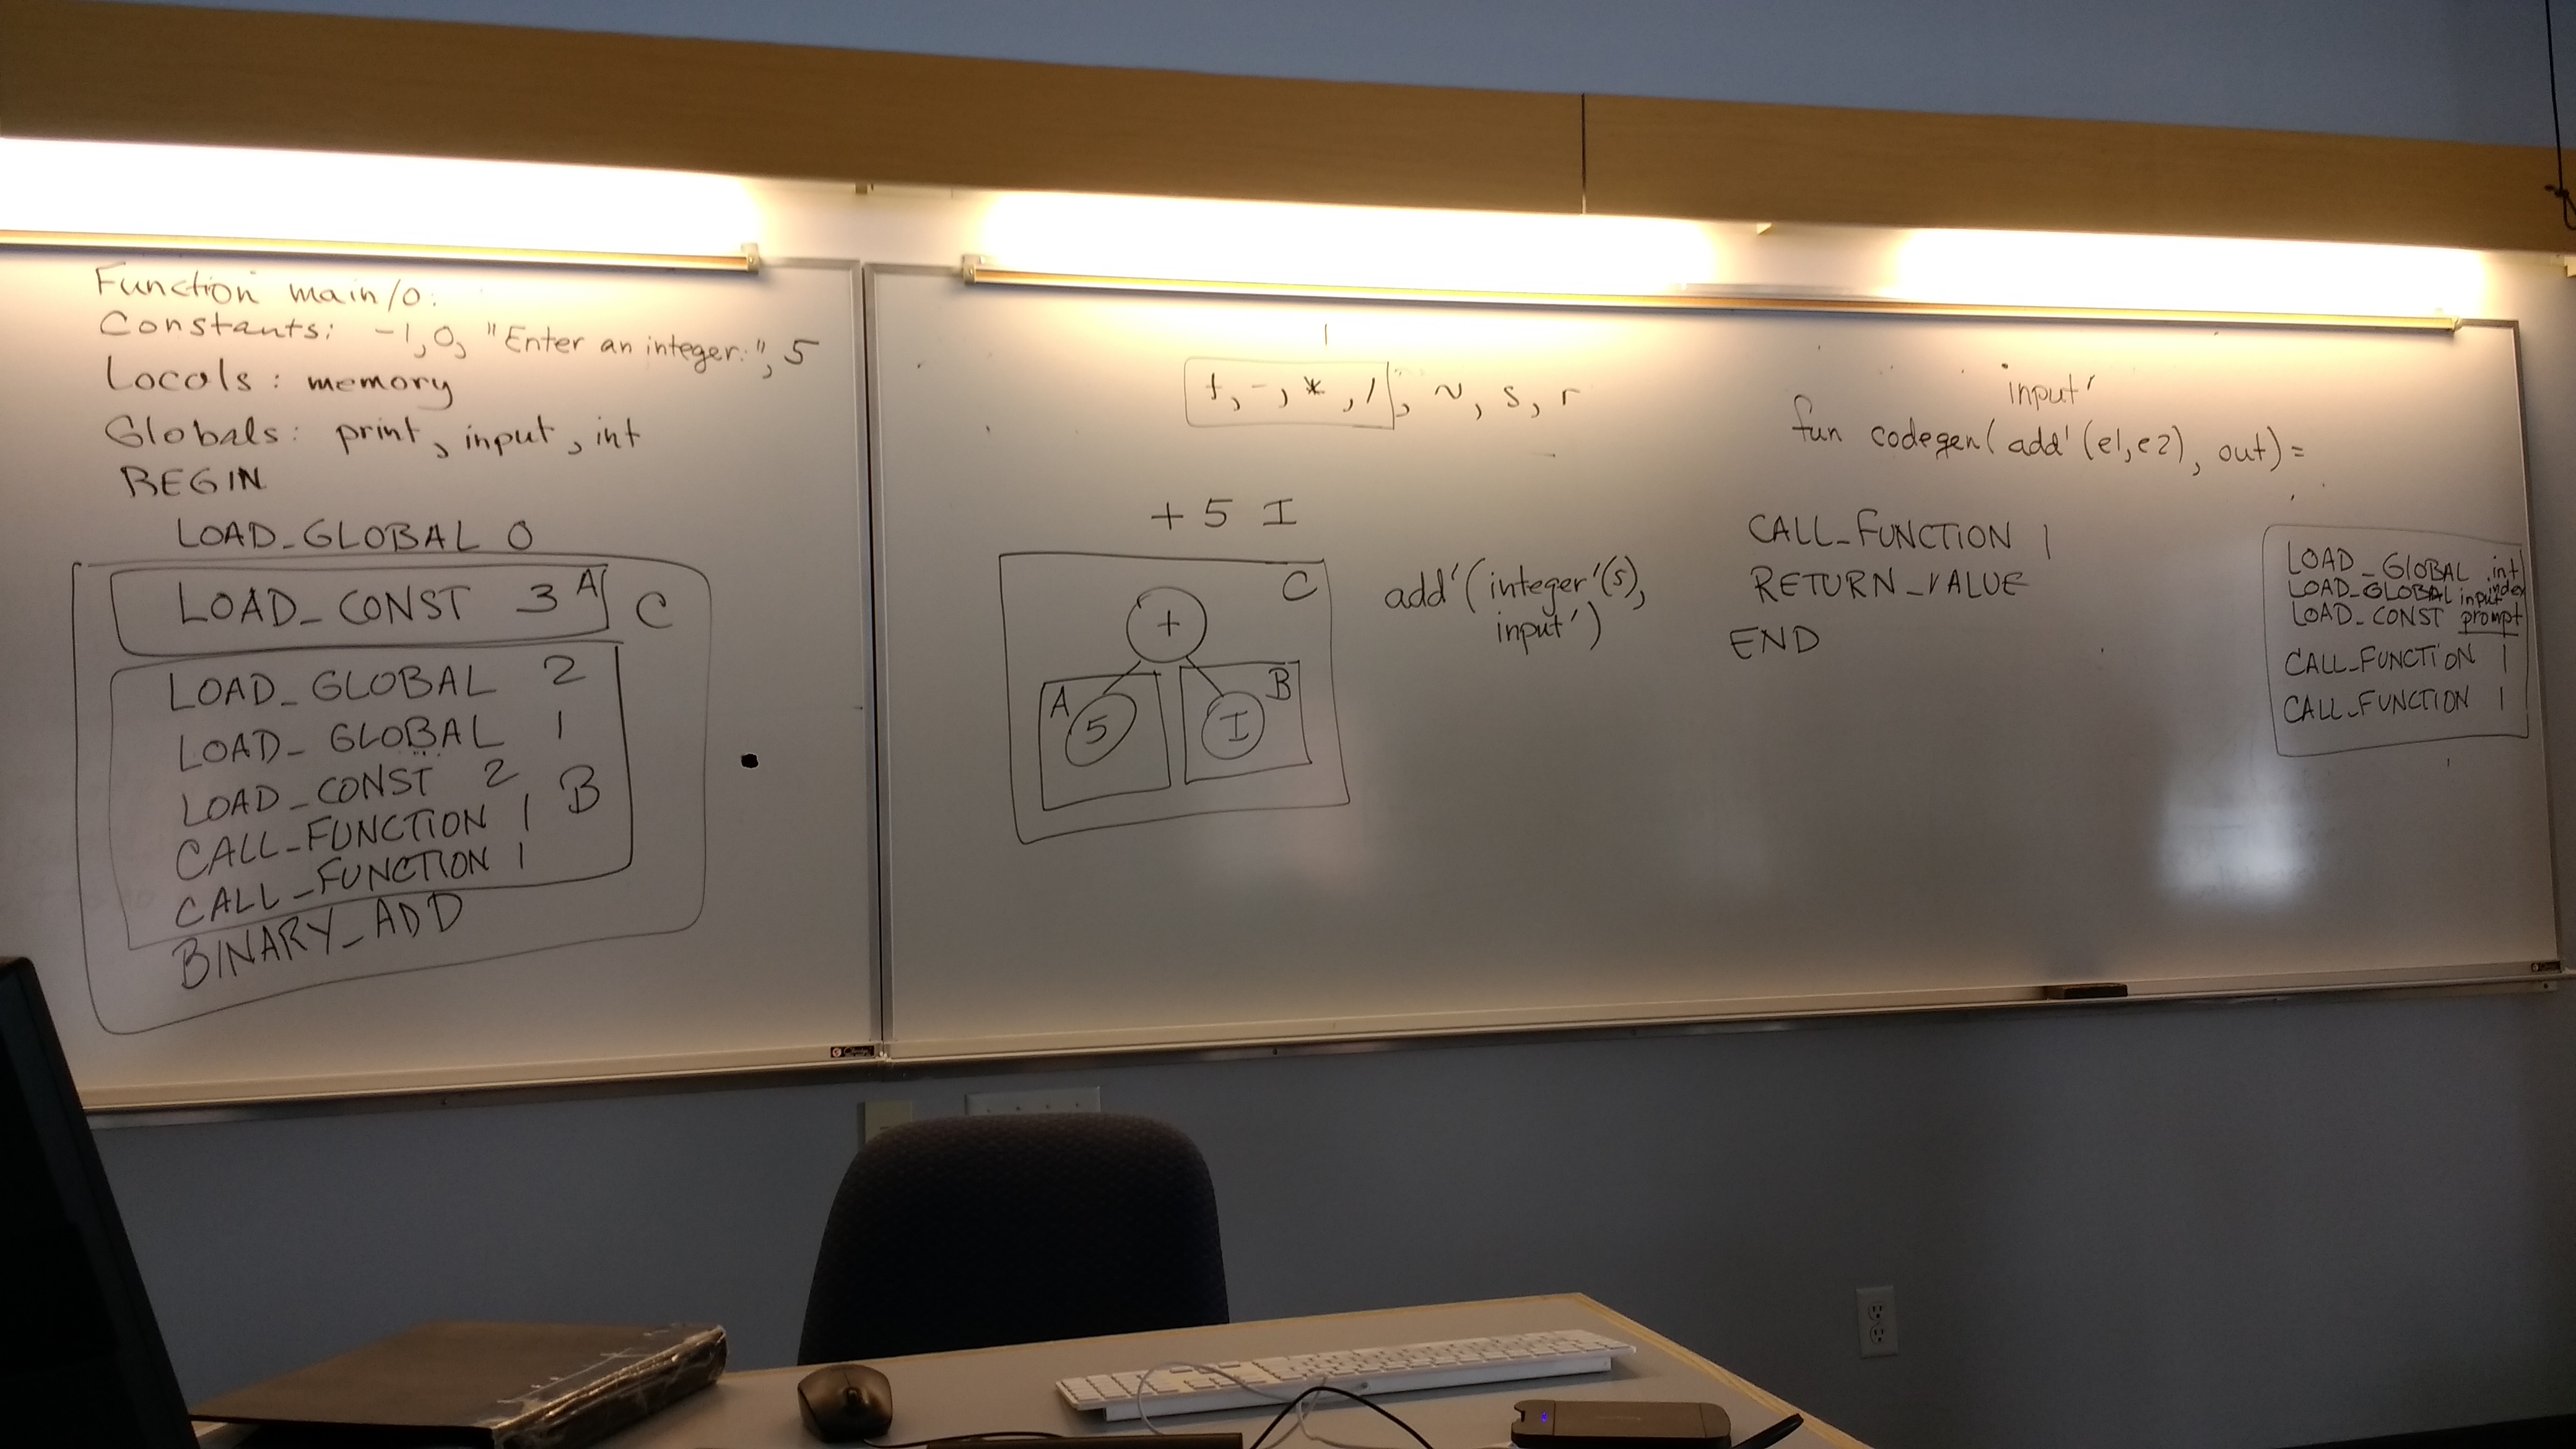 Function main/0:
Constants: -1, 0, "Enter an integer:", 5
Locals: memory
Globals: print, input, int
BEGIN
LOAD_GLOBAL 0
LOAD_CONST 3 A
C
LOAD_GLOBAL 2
LOAD_GLOBAL 1
LOAD_CONST 2
CALL_FUNCTION 1 B
CALL_FUNCTION 1
BINARY_ADD
+, -, *, /, ~, s, r
+ 5 I
C
+
A
5
B
I
add'(integer'(5),
input')
input'
fun codegen(add'(e1,e2), out) =
CALL_FUNCTION 1
RETURN_VALUE
END
LOAD_GLOBAL int
LOAD_GLOBAL input index
LOAD_CONST prompt
CALL_FUNCTION 1
CALL_FUNCTION 1